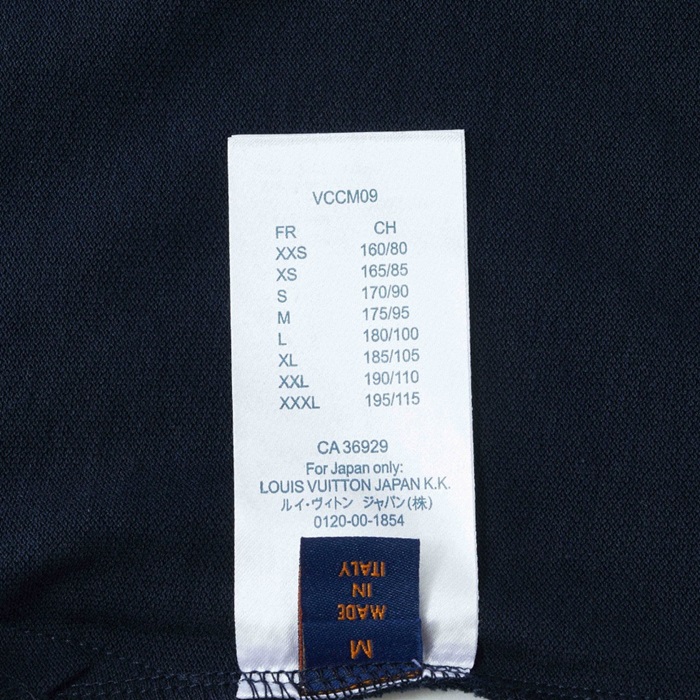 VCCM09
FR CH
XXS 160/80
XS 165/85
S 170/90
M 175/95
L 180/100
XL 185/105
XXL 190/110
XXXL 195/115
CA 36929
For Japan only:
LOUIS VUITTON JAPAN K.K.
ルイ・ヴィトン ジャパン(株)
0120-00-1854
M
MADE
IN
ITALY